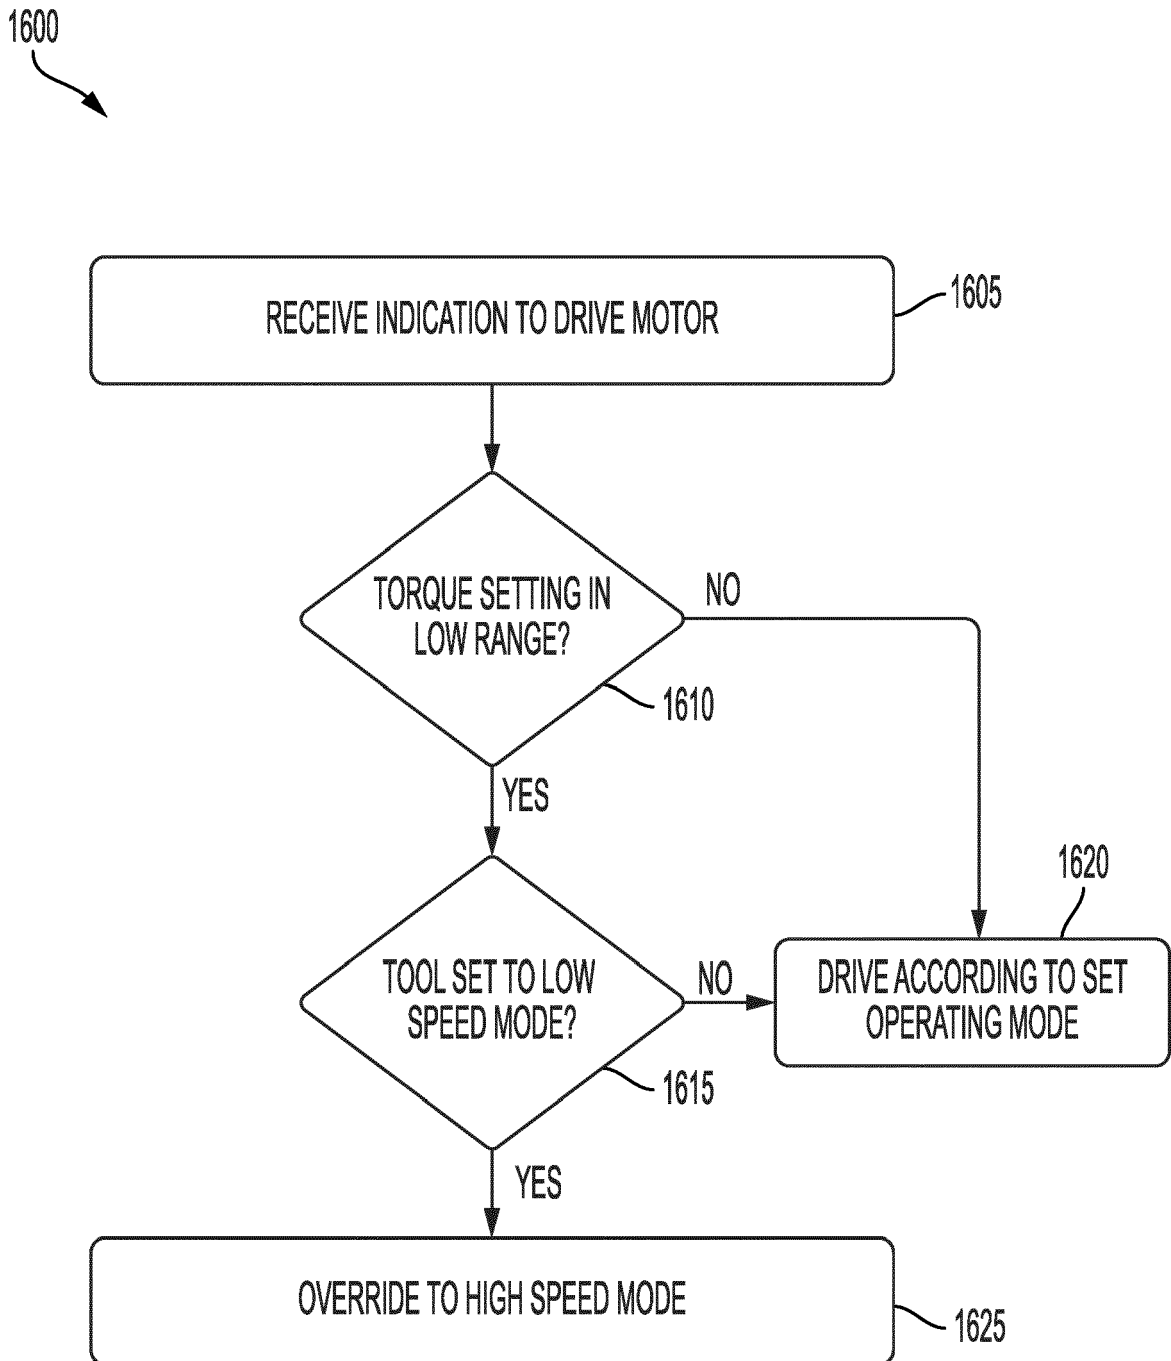 1600
RECEIVE INDICATION TO DRIVE MOTOR
1605
TORQUE SETTING IN
LOW RANGE?
NO
1610
YES
TOOL SET TO LOW
SPEED MODE?
NO
1615
1620
DRIVE ACCORDING TO SET
OPERATING MODE
YES
OVERRIDE TO HIGH SPEED MODE
1625